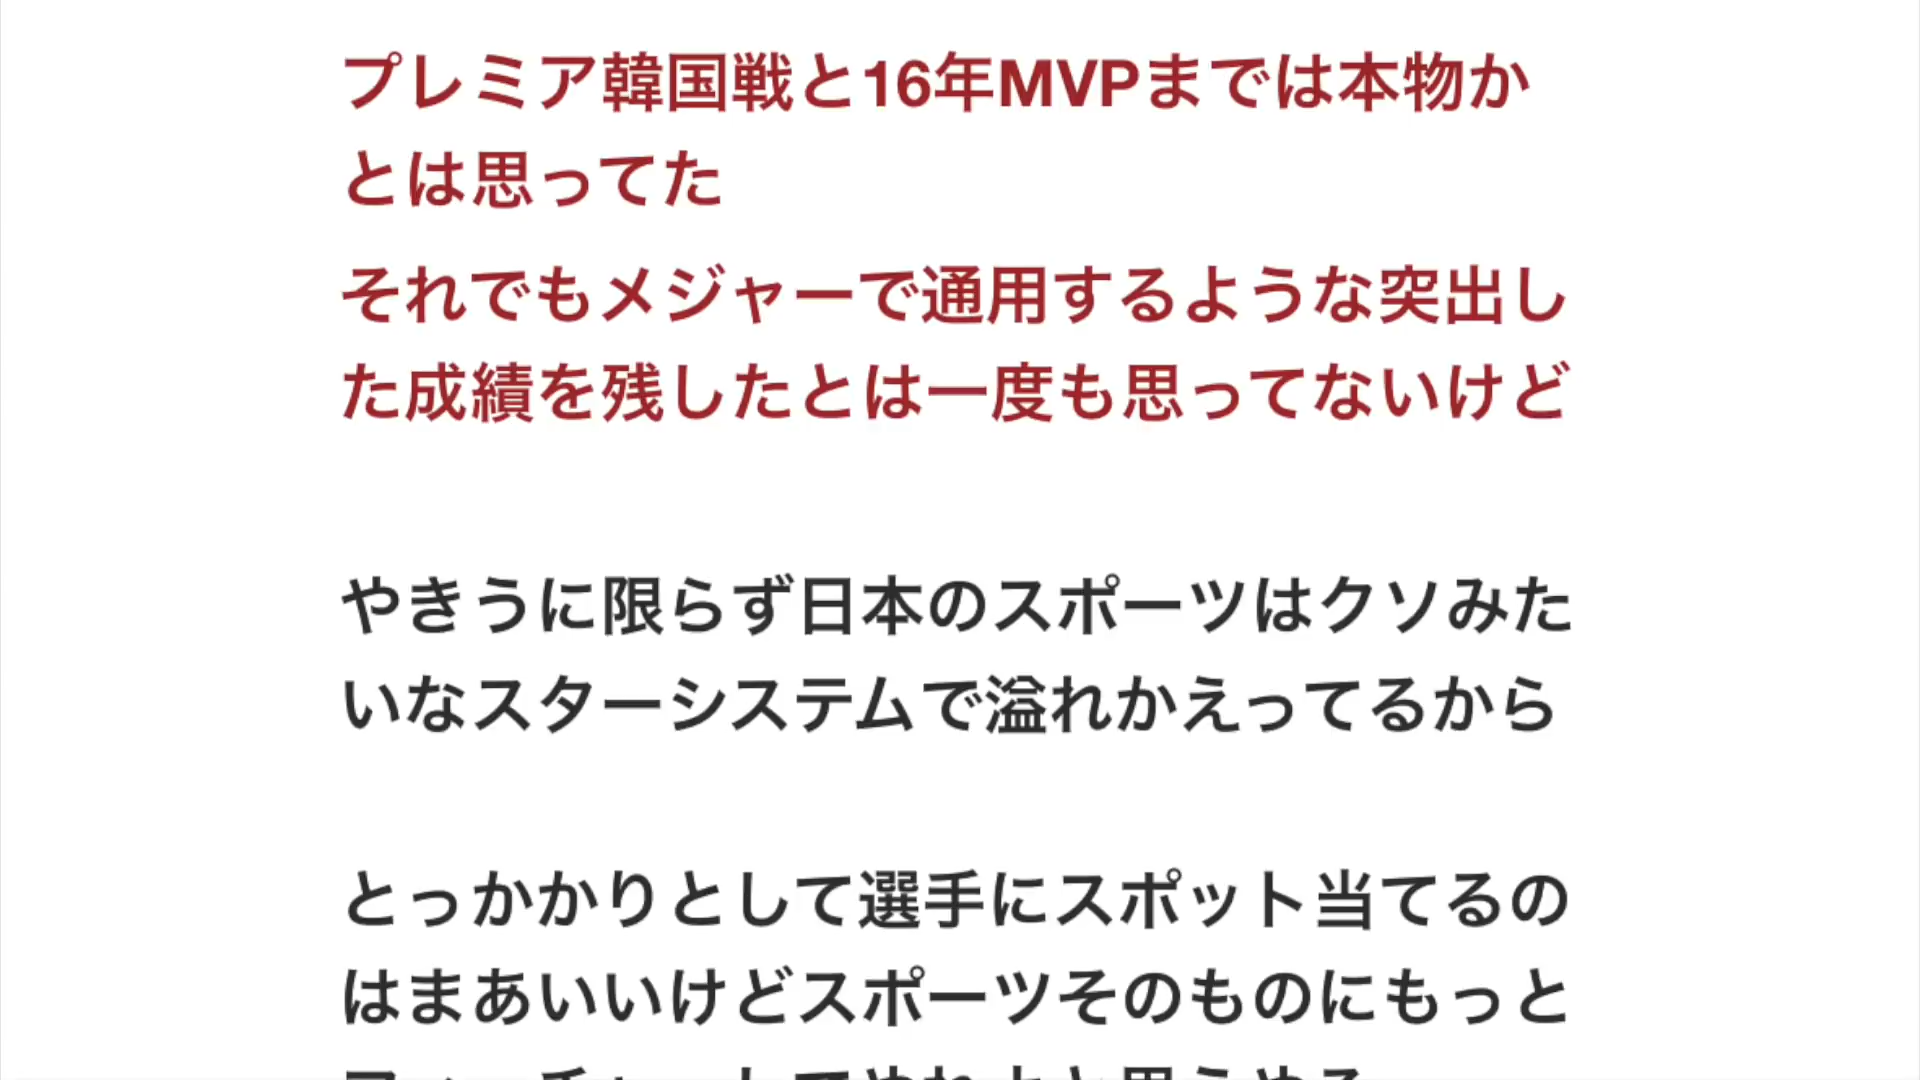 プレミア韓国戦と16年MVPまでは本物か
とは思ってた
それでもメジャーで通用するような突出し
た成績を残したとは一度も思ってないけど
やきうに限らず日本のスポーツはクソみた
いなスターシステムで溢れかえってるから
とっかかりとして選手にスポット当てるの
はまあいいけどスポーツそのものにもっと